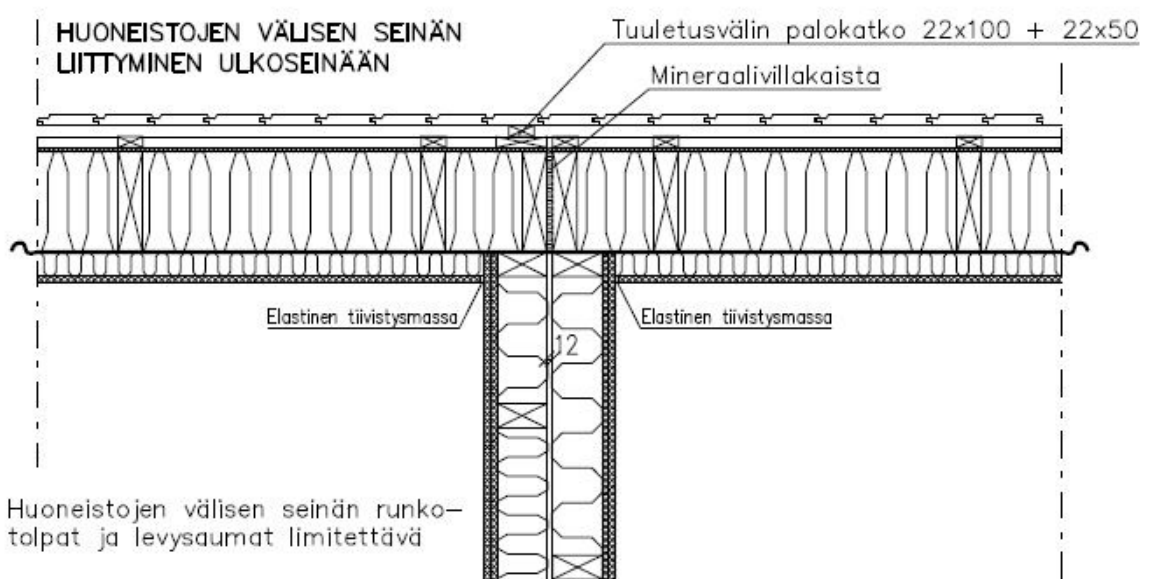 HUONEISTOJEN VÄLISEN SEINÄN
LIITTYMINEN ULKOSEINÄÄN
Tuuletusvälin palokatko 22x100 + 22x50
Mineraalivillakaista
Elastinen tiivistysmassa
Elastinen tiivistysmassa
12
Huoneistojen välisen seinän runko-
tolpat ja levysaumat limitettävä